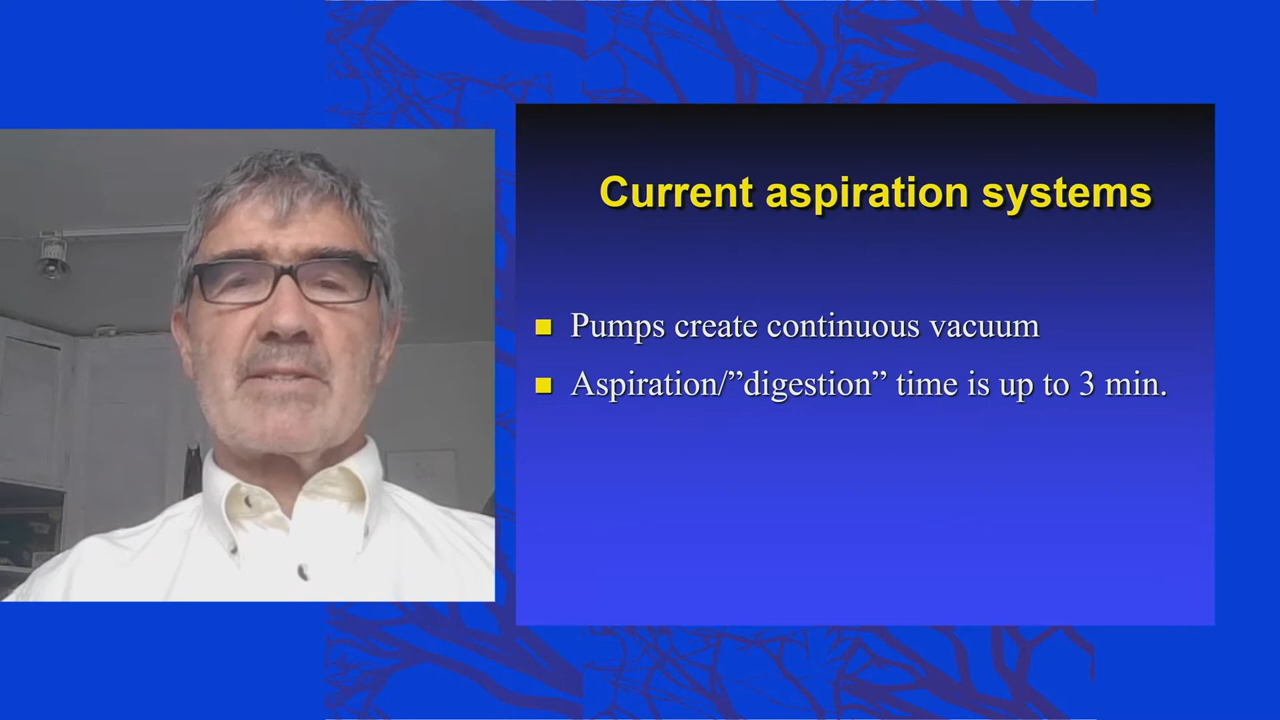 Current aspiration systems
Pumps create continuous vacuum
Aspiration/”digestion” time is up to 3 min.